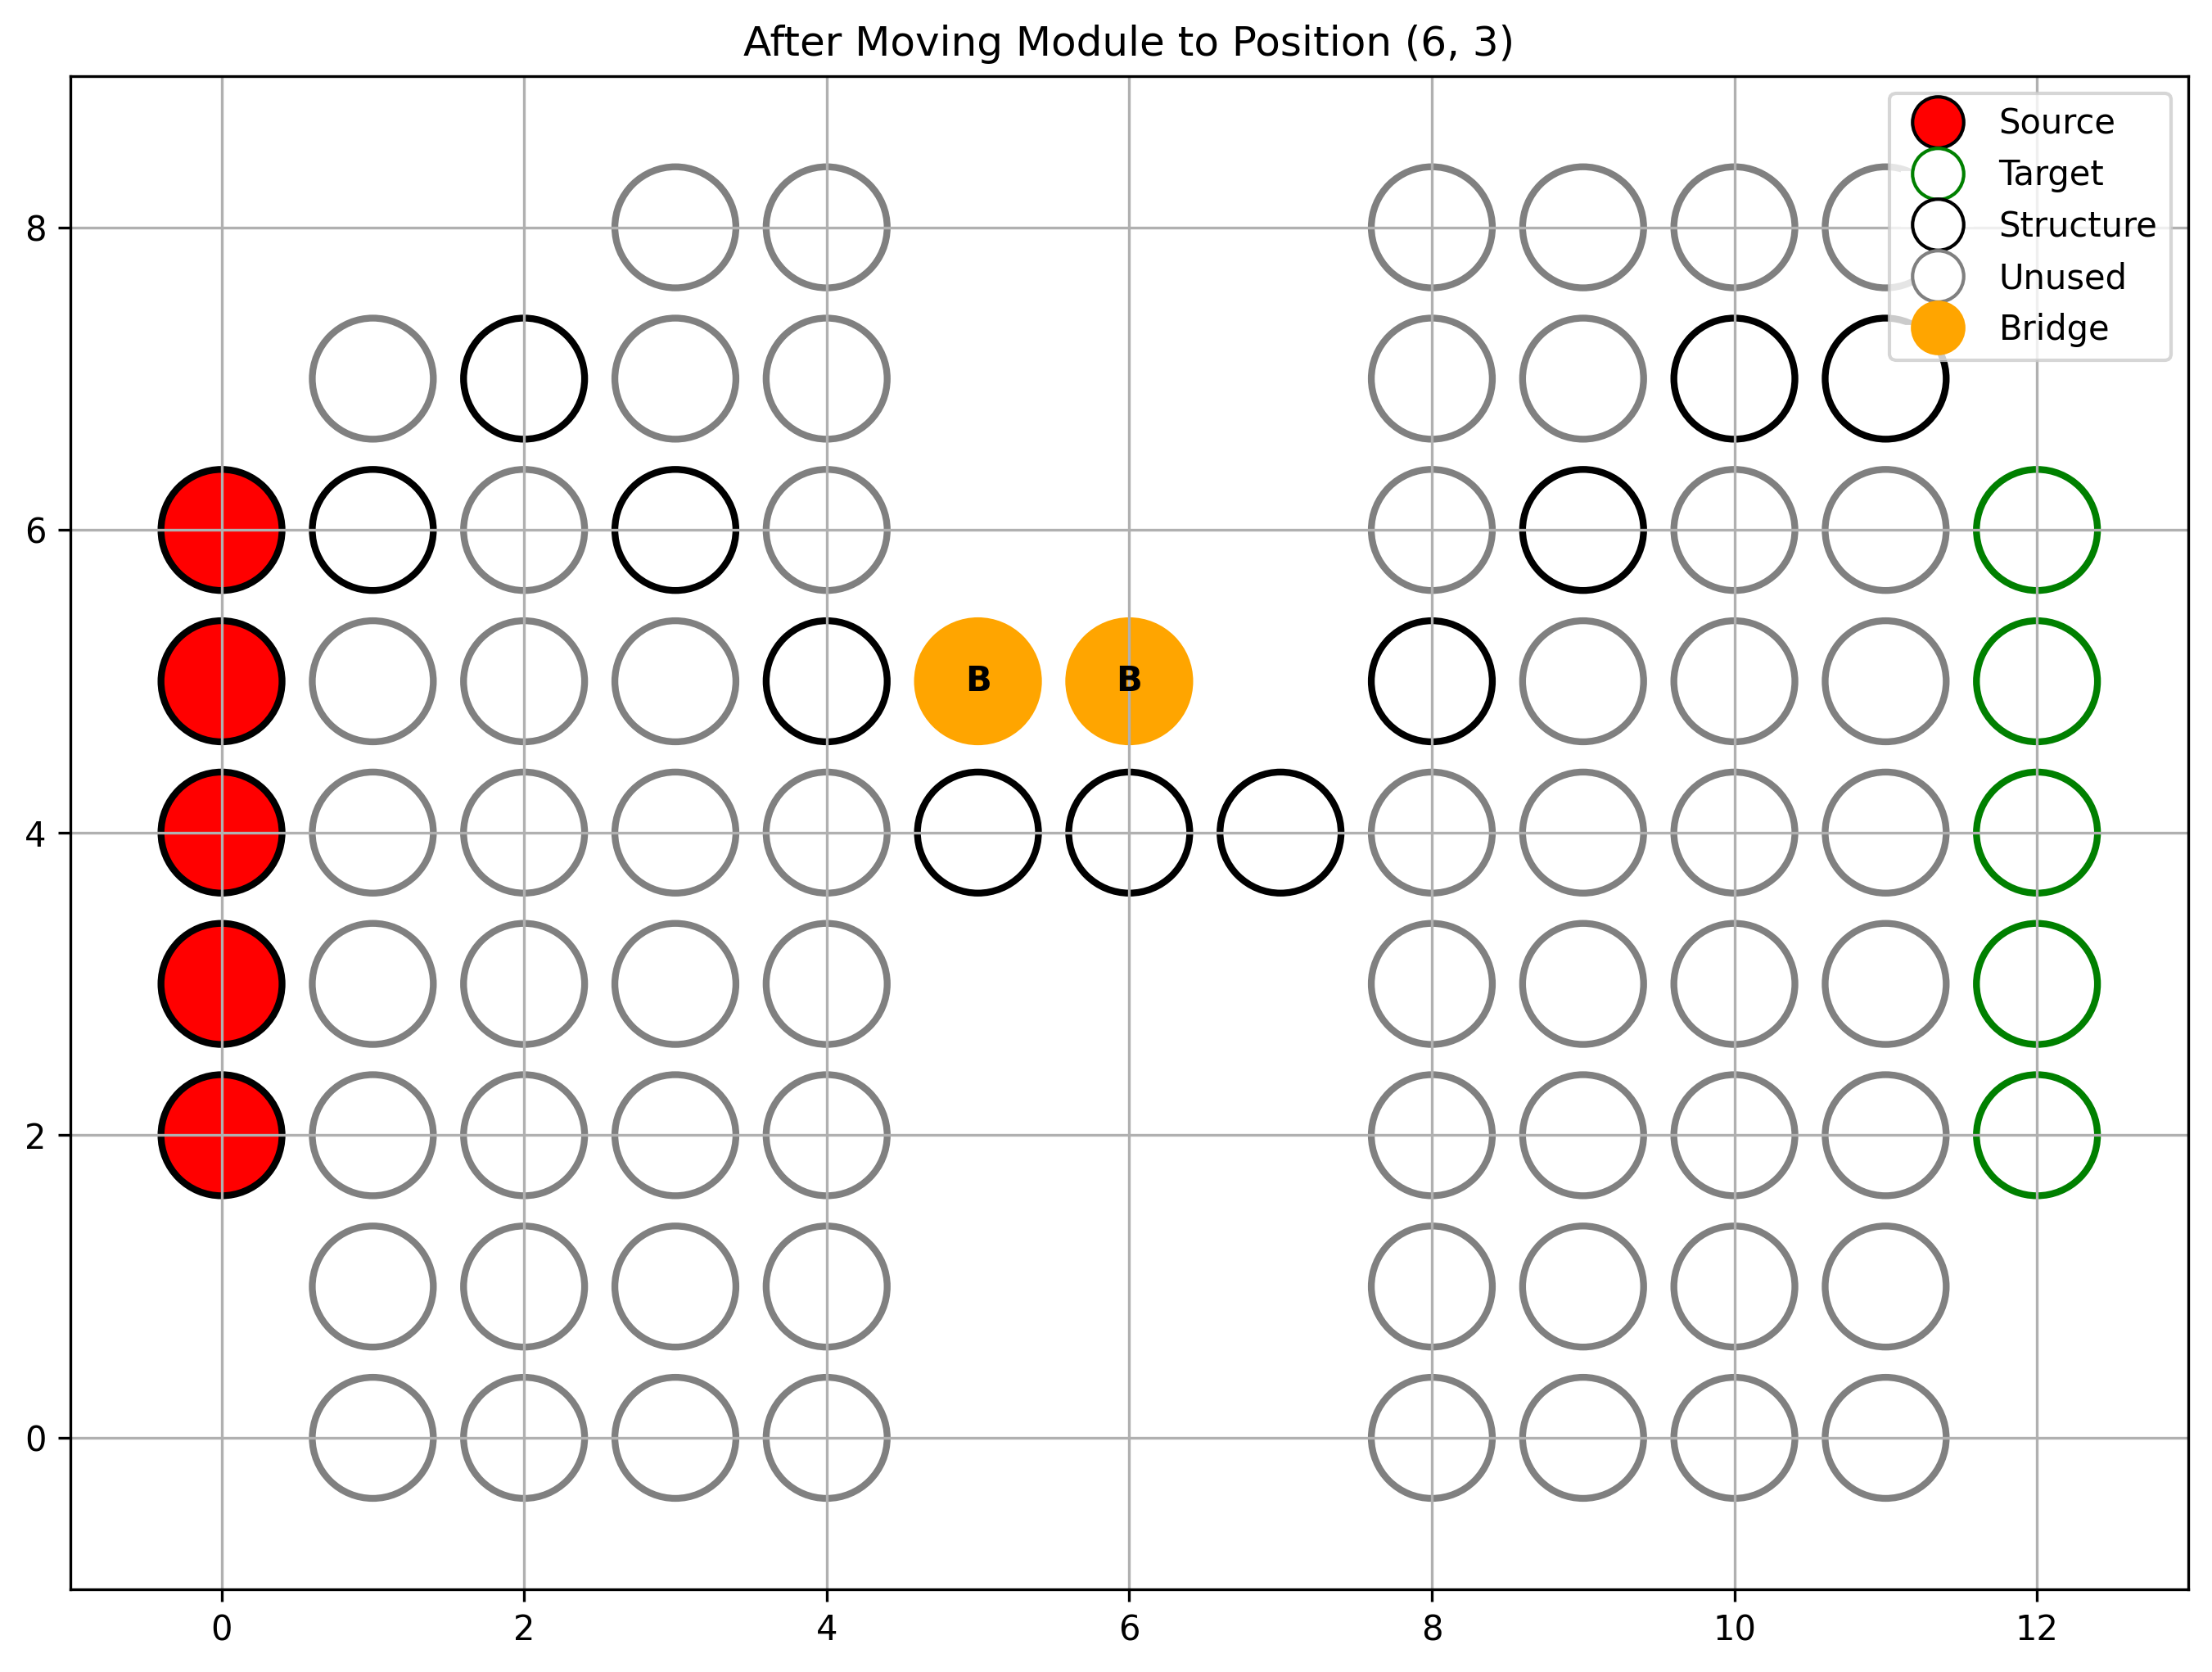 After Moving Module to Position (6, 3)
Source
Target
Structure
Unused
Bridge
8
6
B B
4
2
0
0 2 4 6 8 10 12